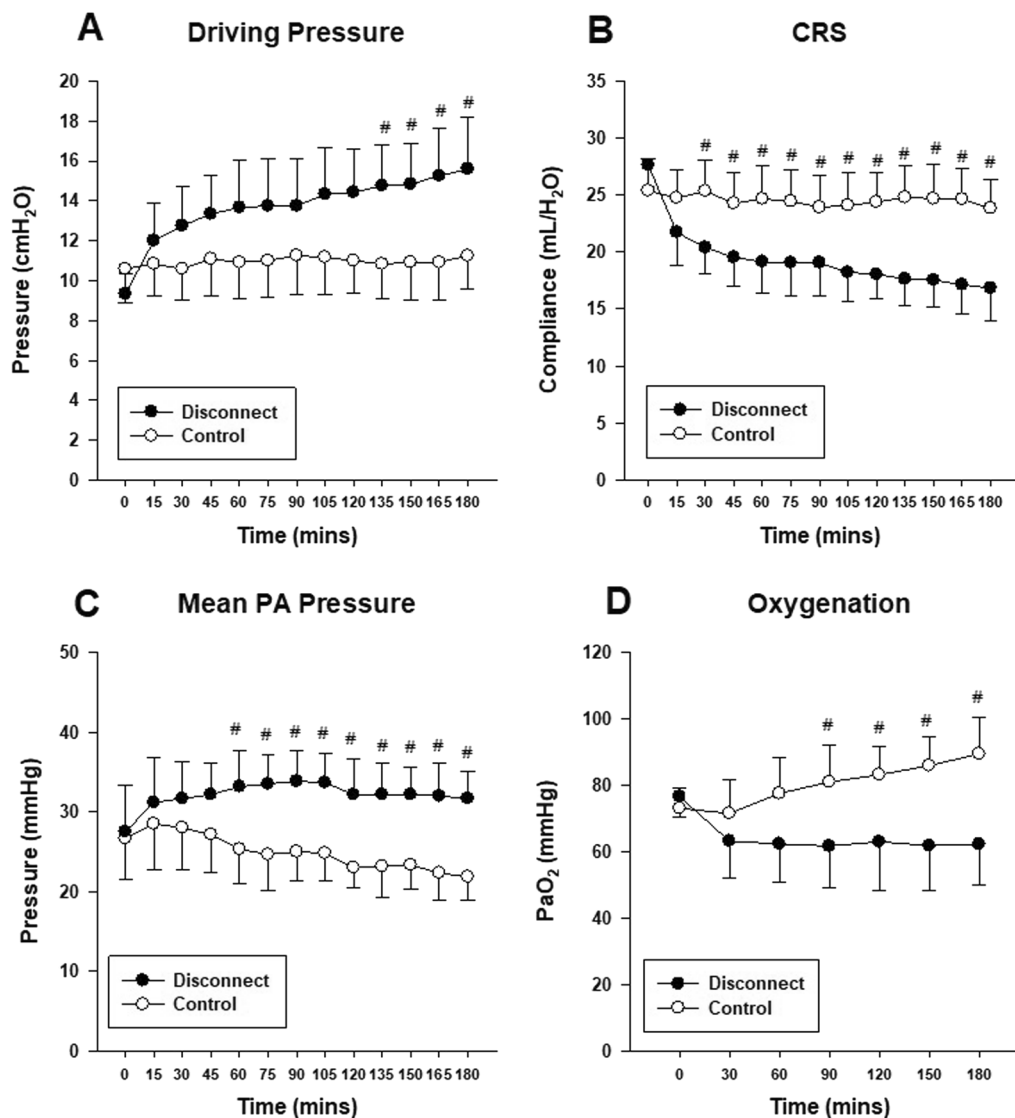 A Driving Pressure
20
18
16
14
12
10
8
6
4
2
0
Pressure (cmH₂O)
# # # #
Disconnect
Control
0 15 30 45 60 75 90 105 120 135 150 165 180
Time (mins)
B CRS
35
30
25
20
15
10
5
0
Compliance (mL/H₂O)
# # # # # # # # # # #
Disconnect
Control
0 15 30 45 60 75 90 105 120 135 150 165 180
Time (mins)
C Mean PA Pressure
50
40
30
20
10
0
Pressure (mmHg)
# # # # # # # # #
Disconnect
Control
0 15 30 45 60 75 90 105 120 135 150 165 180
Time (mins)
D Oxygenation
120
100
80
60
40
20
0
PaO₂ (mmHg)
# # # #
Disconnect
Control
0 30 60 90 120 150 180
Time (mins)